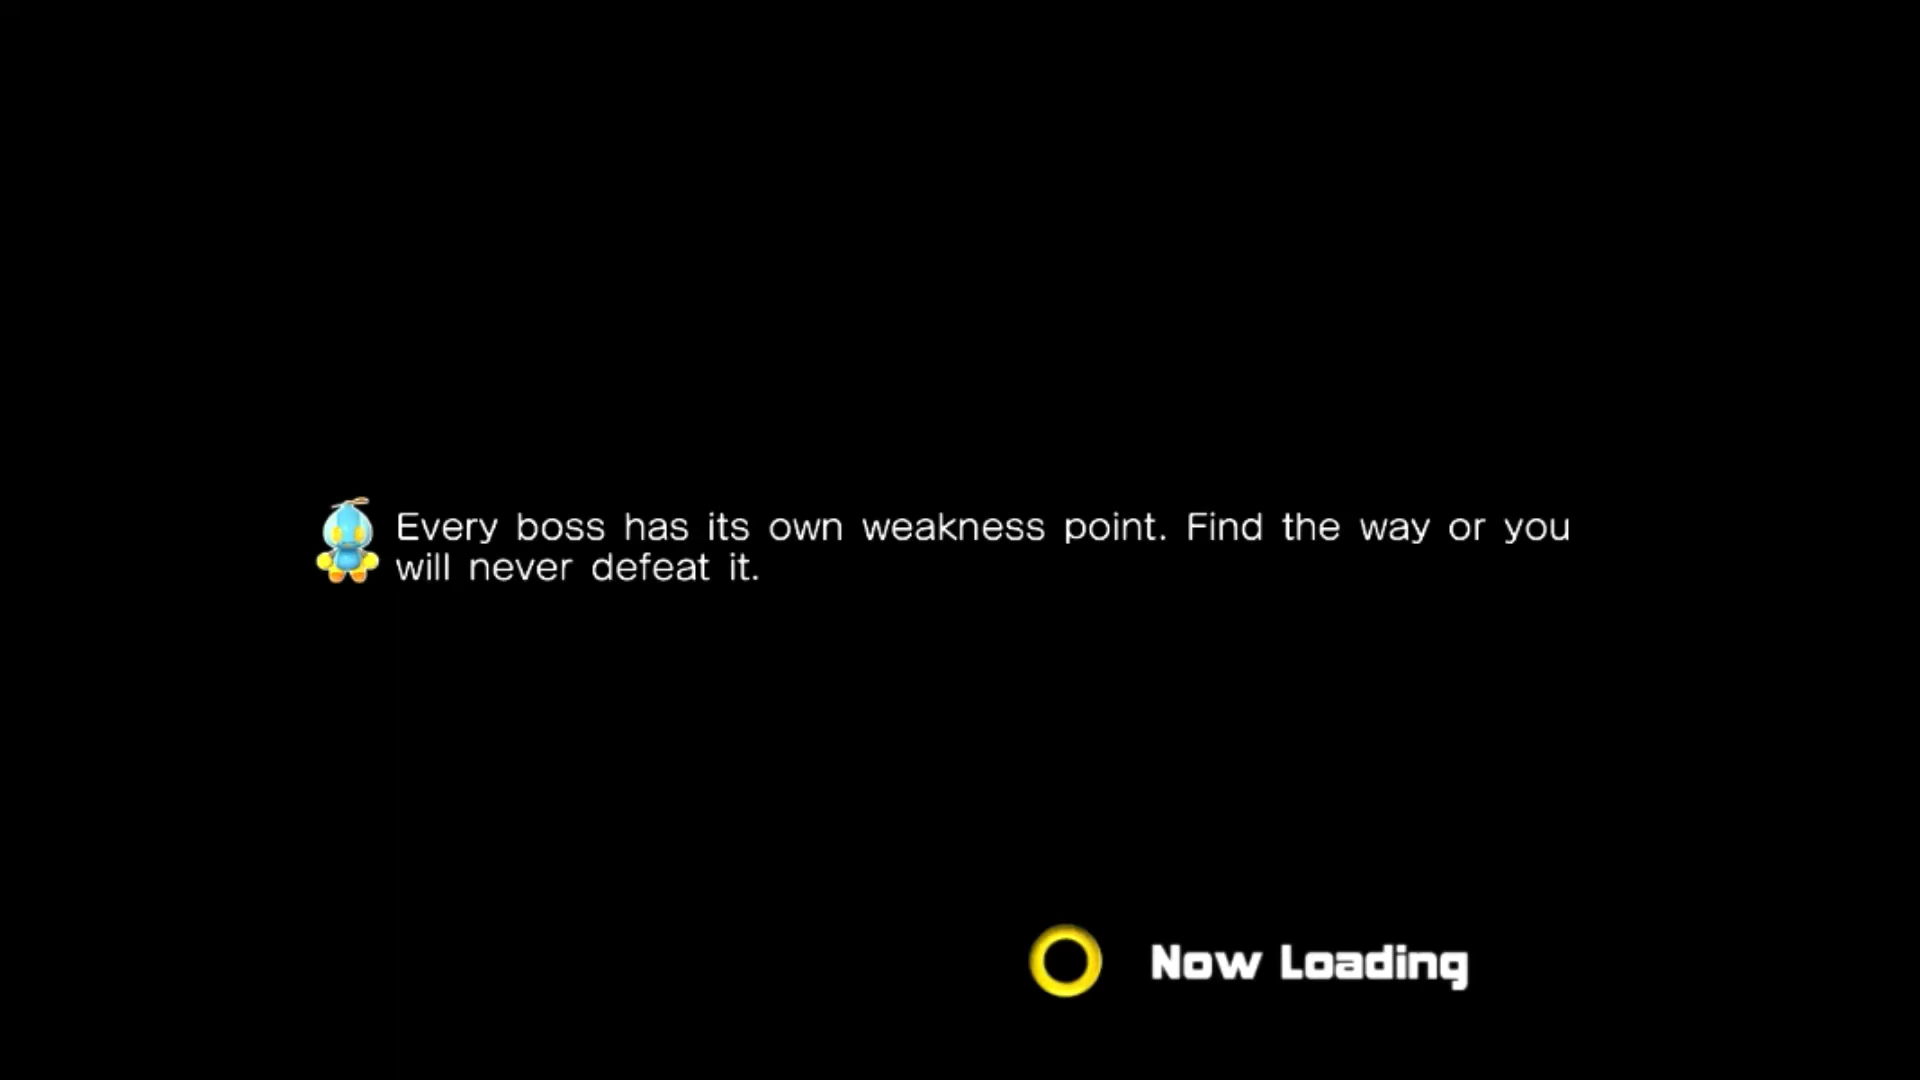 Every boss has its own weakness point. Find the way or you
will never defeat it.
Now Loading